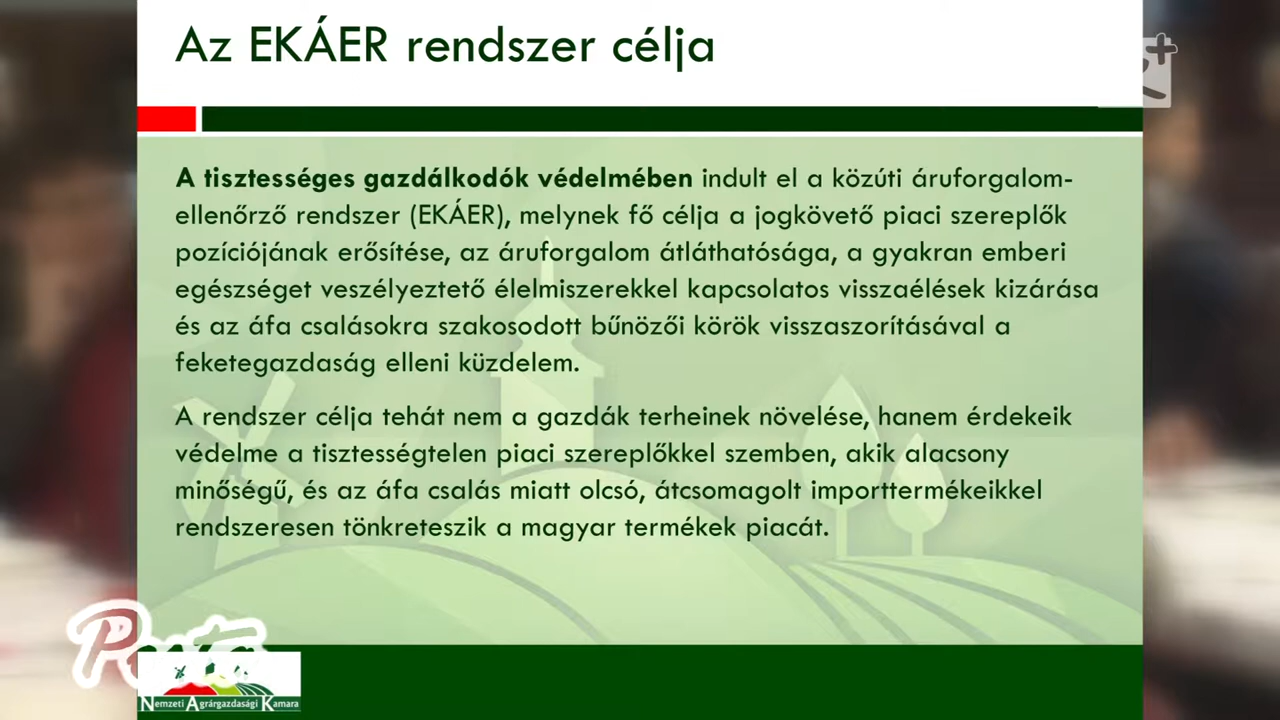 Az EKÁER rendszer célja
A tisztességes gazdálkodók védelmében indult el a közúti áruforgalom-
ellenőrző rendszer (EKÁER), melynek fő célja a jogkövető piaci szereplők
pozíciójának erősítése, az áruforgalom átláthatósága, a gyakran emberi
egészséget veszélyeztető élelmiszerekkel kapcsolatos visszaélések kizárása
és az áfa csalásokra szakosodott bűnözői körök visszaszorításával a
feketegazdaság elleni küzdelem.
A rendszer célja tehát nem a gazdák terheinek növelése, hanem érdekeik
védelme a tisztességtelen piaci szereplőkkel szemben, akik alacsony
minőségű, és az áfa csalás miatt olcsó, átcsomagolt importtermékeikkel
rendszeresen tönkreteszik a magyar termékek piacát.
Nemzeti Agrárgazdasági Kamara